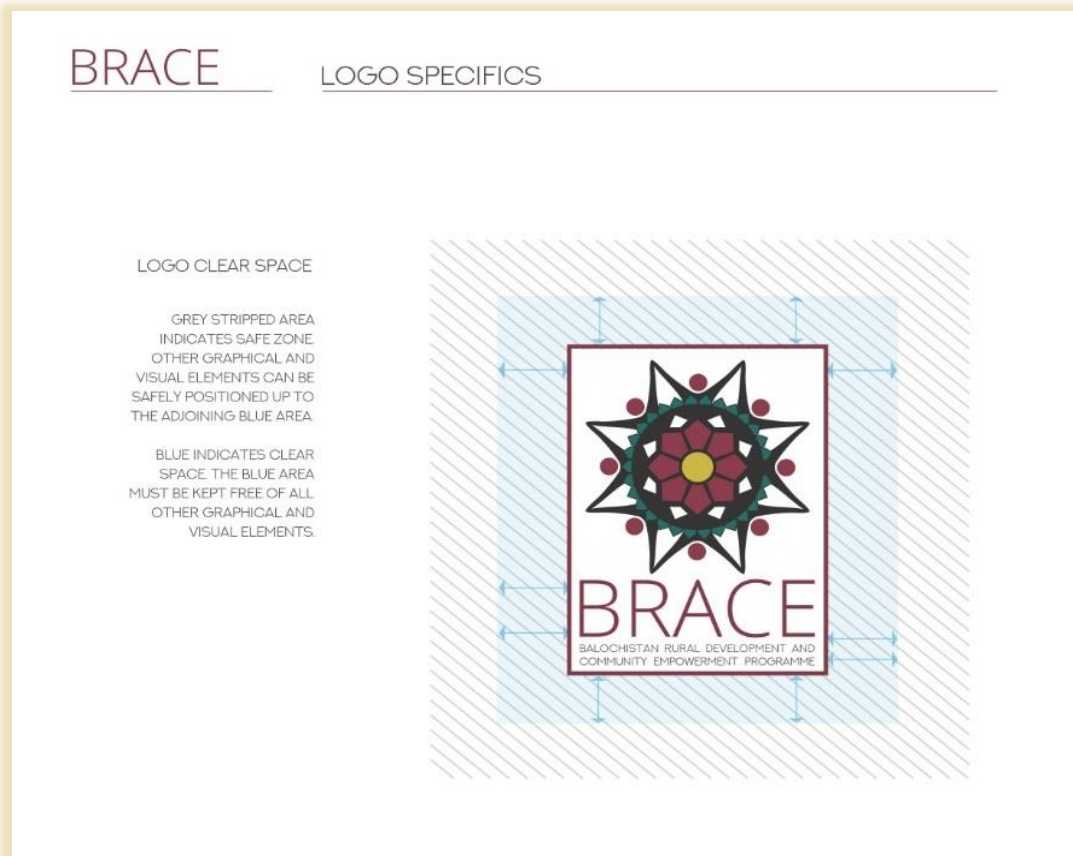 BRACE
LOGO SPECIFICS
LOGO CLEAR SPACE
GREY STRIPPED AREA
INDICATES SAFE ZONE.
OTHER GRAPHICAL AND
VISUAL ELEMENTS CAN BE
SAFELY POSITIONED UP TO
THE ADJOINING BLUE AREA.
BLUE INDICATES CLEAR
SPACE. THE BLUE AREA
MUST BE KEPT FREE OF ALL
OTHER GRAPHICAL AND
VISUAL ELEMENTS.
BRACE
BALOCHISTAN RURAL DEVELOPMENT AND
COMMUNITY EMPOWERMENT PROGRAMME